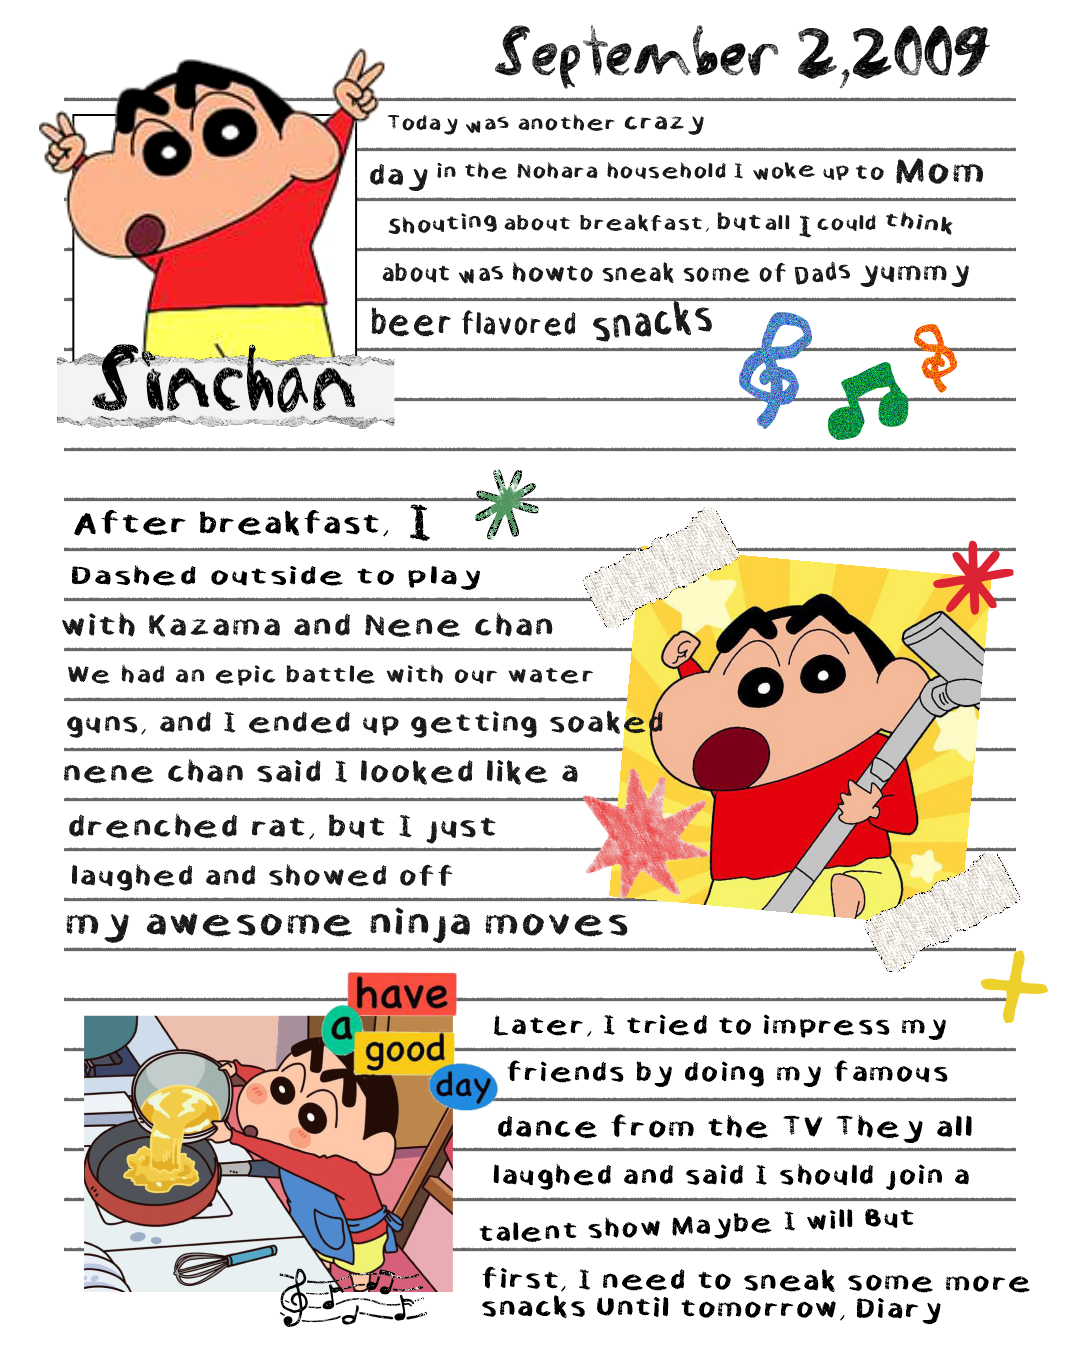 September 2,2009
Today was another crazy
day in the Nohara household I woke up to Mom
Shouting about breakfast, but all I could think
about was howto sneak some of Dads yummy
beer flavored snacks
Sinchan
After breakfast, I
Dashed outside to play
with Kazama and Nene chan
We had an epic battle with our water
guns, and I ended up getting soaked
nene chan said I looked like a
drenched rat, but I just
laughed and showed off
my awesome ninja moves
have
a
good
day
Later, I tried to impress my
friends by doing my famous
dance from the TV They all
laughed and said I should join a
talent show Maybe I will But
first, I need to sneak some more
snacks Until tomorrow, Diary